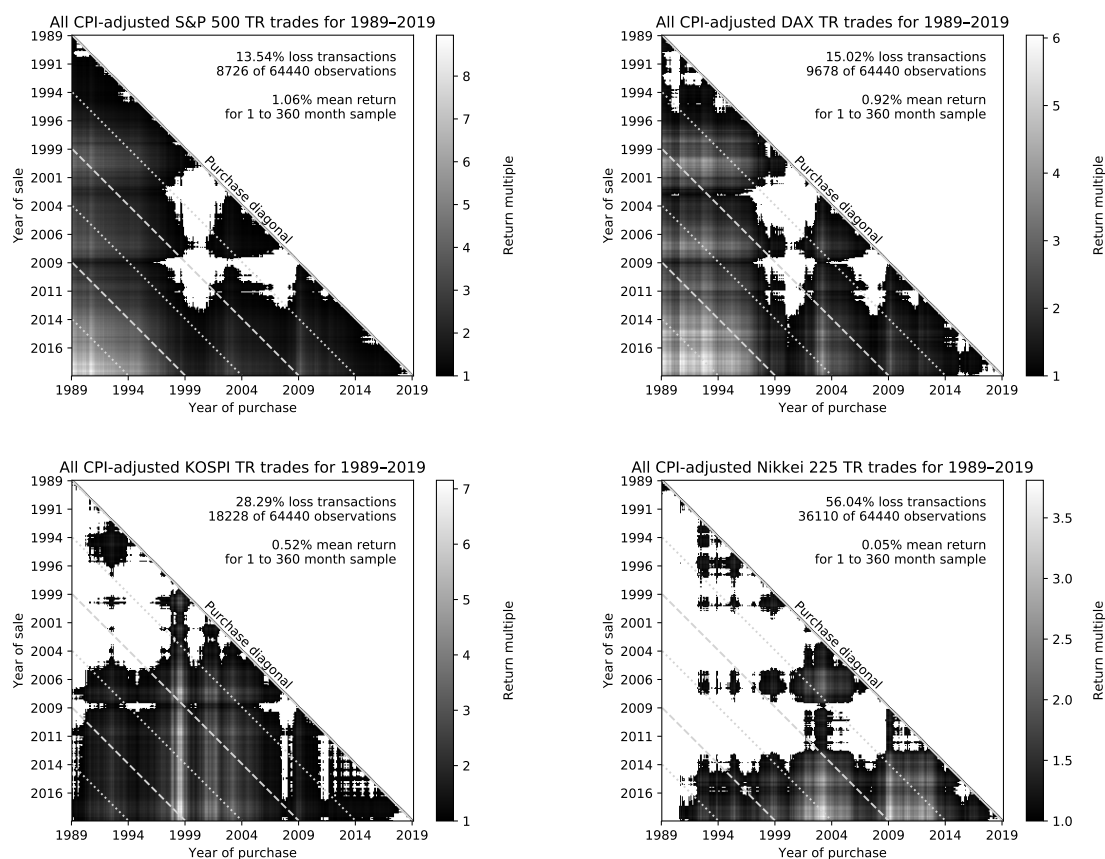 All CPI-adjusted S&P 500 TR trades for 1989–2019
13.54% loss transactions
8726 of 64440 observations
1.06% mean return
for 1 to 360 month sample
Purchase diagonal
1989
1991
1994
1996
1999
2001
2004
2006
2009
2011
2014
2016
Year of sale
1989
1994
1999
2004
2009
2014
2019
Year of purchase
8
7
6
5
4
3
2
1
Return multiple
All CPI-adjusted DAX TR trades for 1989–2019
15.02% loss transactions
9678 of 64440 observations
0.92% mean return
for 1 to 360 month sample
Purchase diagonal
1989
1991
1994
1996
1999
2001
2004
2006
2009
2011
2014
2016
Year of sale
1989
1994
1999
2004
2009
2014
2019
Year of purchase
6
5
4
3
2
1
Return multiple
All CPI-adjusted KOSPI TR trades for 1989–2019
28.29% loss transactions
18228 of 64440 observations
0.52% mean return
for 1 to 360 month sample
Purchase diagonal
1989
1991
1994
1996
1999
2001
2004
2006
2009
2011
2014
2016
Year of sale
1989
1994
1999
2004
2009
2014
2019
Year of purchase
7
6
5
4
3
2
1
Return multiple
All CPI-adjusted Nikkei 225 TR trades for 1989–2019
56.04% loss transactions
36110 of 64440 observations
0.05% mean return
for 1 to 360 month sample
Purchase diagonal
1989
1991
1994
1996
1999
2001
2004
2006
2009
2011
2014
2016
Year of sale
1989
1994
1999
2004
2009
2014
2019
Year of purchase
3.5
3.0
2.5
2.0
1.5
1.0
Return multiple